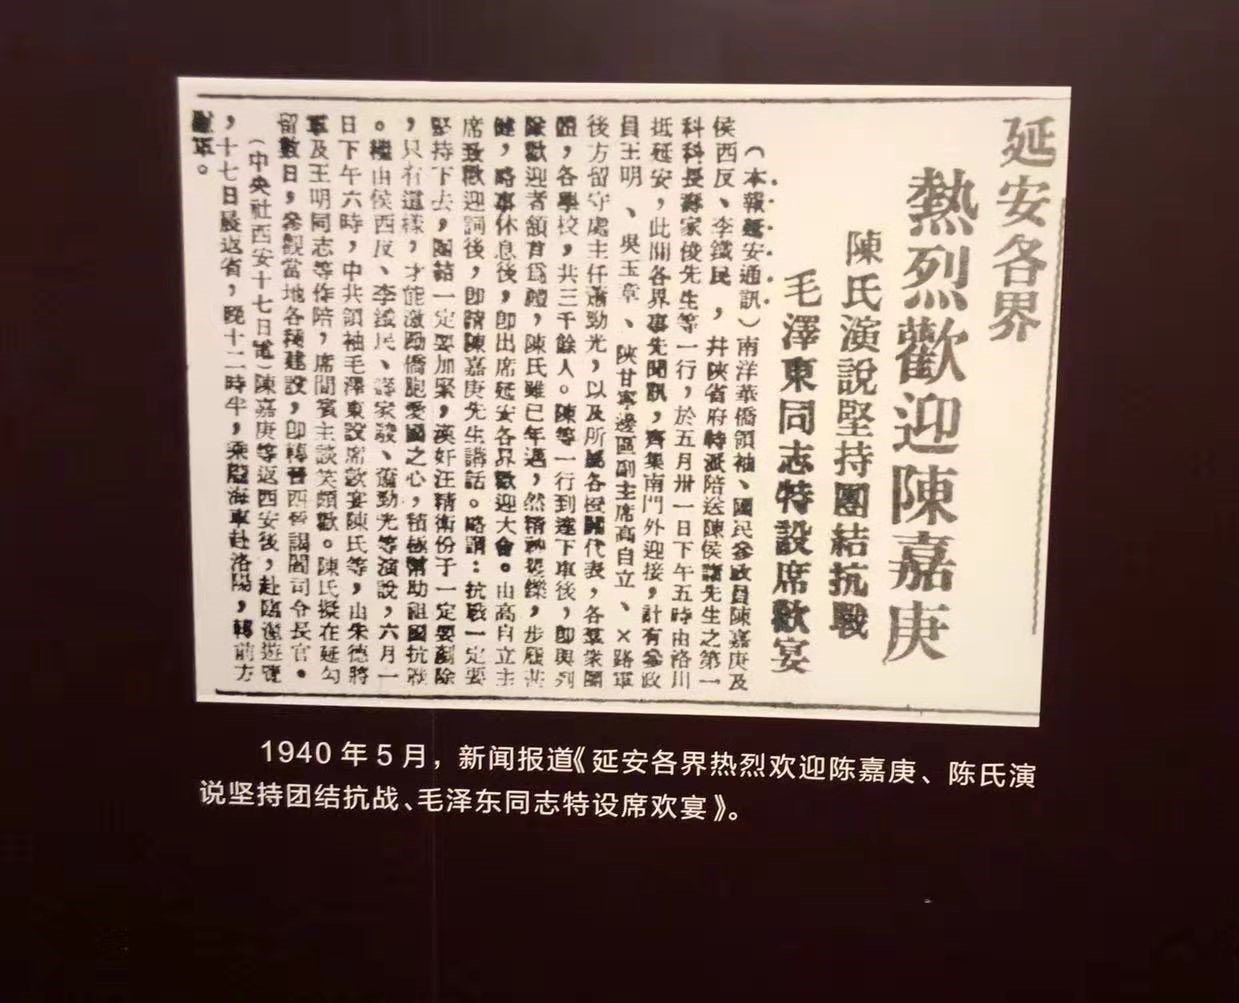 延安各界
熱烈歡迎陳嘉庚
陳氏演說堅持團結抗戰
毛澤東同志特設席歡宴
（本報延安通訊）南洋華僑領袖、國民參政員陳嘉庚及
侯西反、李鐵民，并陝省府特派陪送陳侯諸先生之第一
科科長壽家俊先生等一行，於五月卅一日下午五時由洛川
抵延安，此間各界事先聞訊，齊集南門外迎接，計有參政
員王明、吳玉章、陝甘寧邊區副主席高自立、×路軍
後方留守處主任蕭勁光，以及所屬各機關代表，各羣衆團
體，各學校，共三千餘人。陳等一行到達下車後，卽與列
隊歡迎者頷首爲禮，陳氏雖已年邁，然精神矍鑠，步履甚
健，略事休息後，卽出席延安各界歡迎大會。由高自立主
席致歡迎詞後，卽請陳嘉庚先生講話。略謂：抗戰一定要
堅持下去，團結一定要加緊，漢奸汪精衛份子一定要剷除
，只有這樣，才能激勵僑胞愛國之心，積極幫助祖國抗戰
。繼由侯西反、李鐵民、壽家駿、蕭勁光等演說，六月一
日下午六時，中共領袖毛澤東設席歡宴陳氏等，由朱德將
軍及王明同志等作陪，席間賓主談笑頗歡。陳氏擬在延勾
留數日，參觀當地各種建設，卽轉晉西晤謁閻司令長官。
（中央社西安十七日電）陳嘉庚等返西安後，赴臨潼遊覽
，十七日晨返省，晚十二時半，乘隴海車赴洛陽，轉前方
慰軍。
1940年5月，新闻报道《延安各界热烈欢迎陈嘉庚、陈氏演
说坚持团结抗战、毛泽东同志特设席欢宴》。